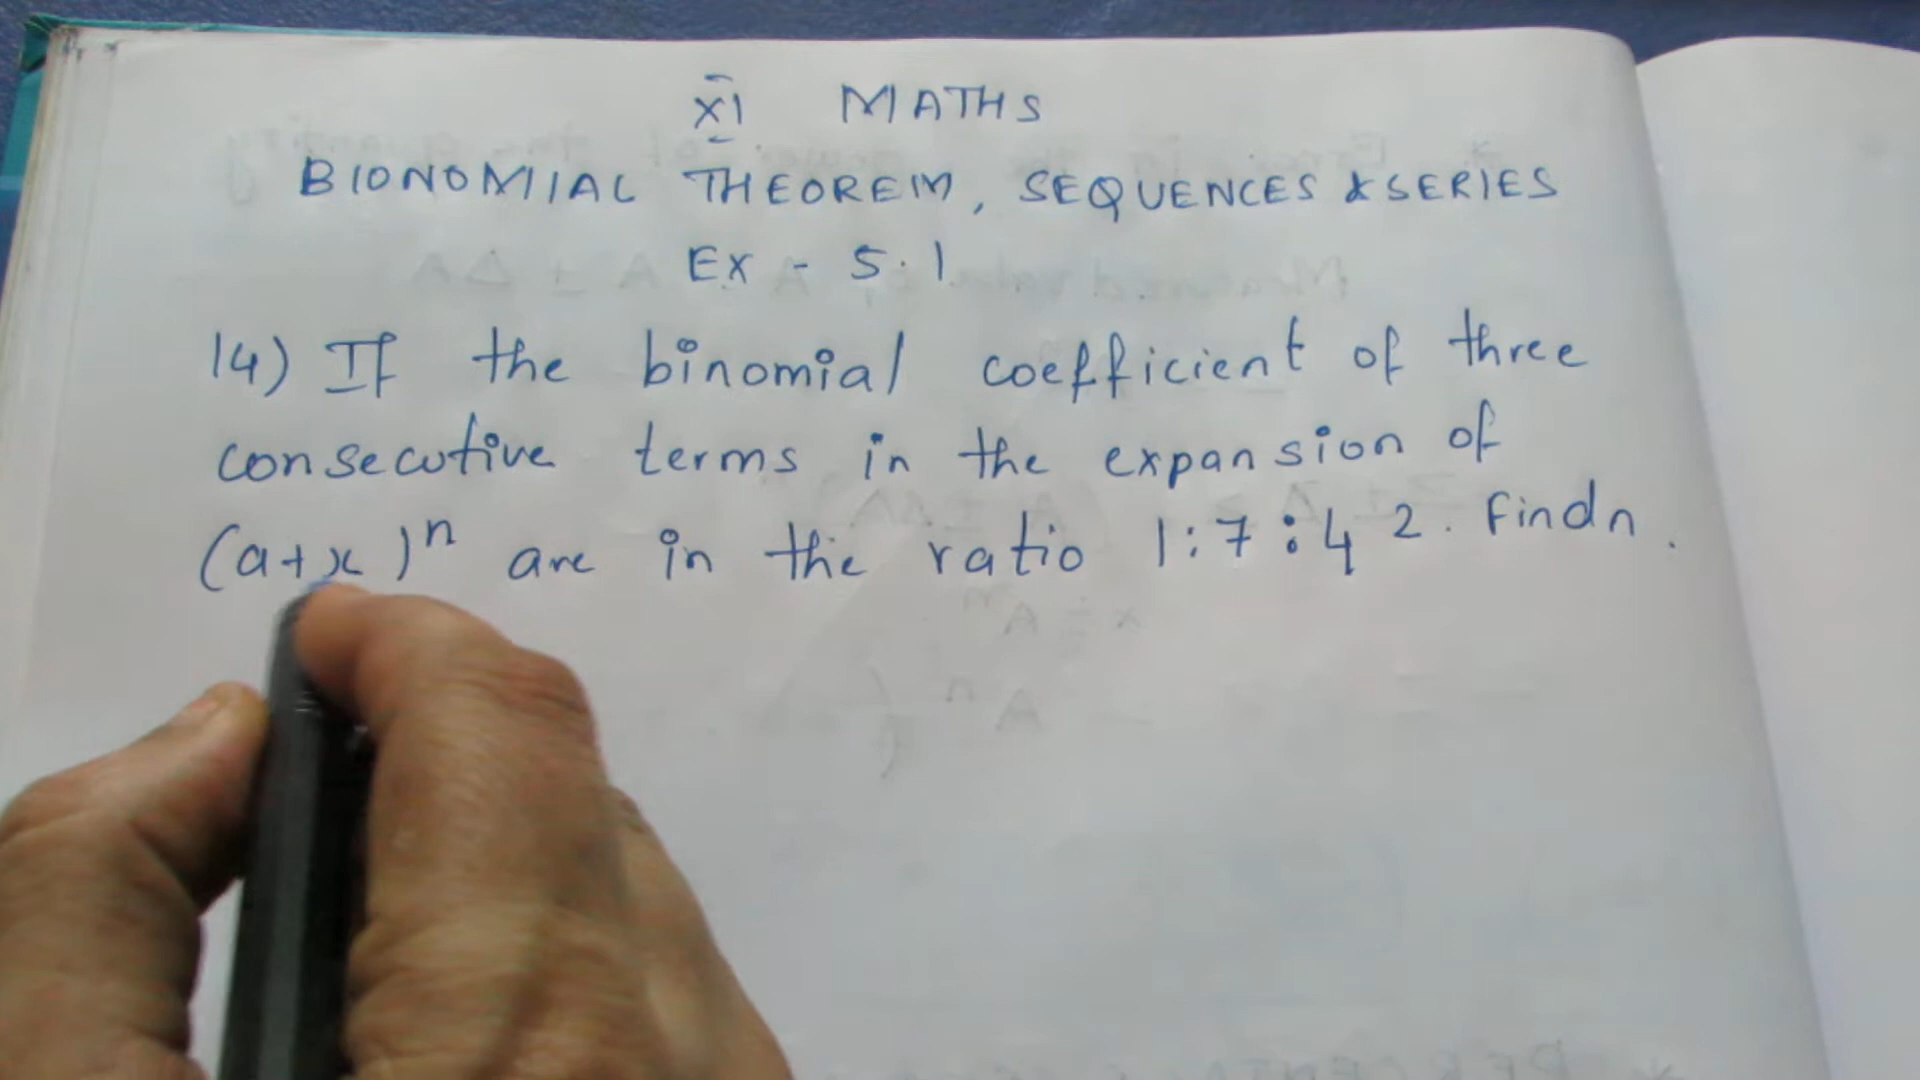 XI MATHS
BIONOMIAL THEOREM, SEQUENCES & SERIES
Ex - 5.1
14) If the binomial coefficient of three
consecutive terms in the expansion of
(a+x)^n are in the ratio 1:7:42. Find n.